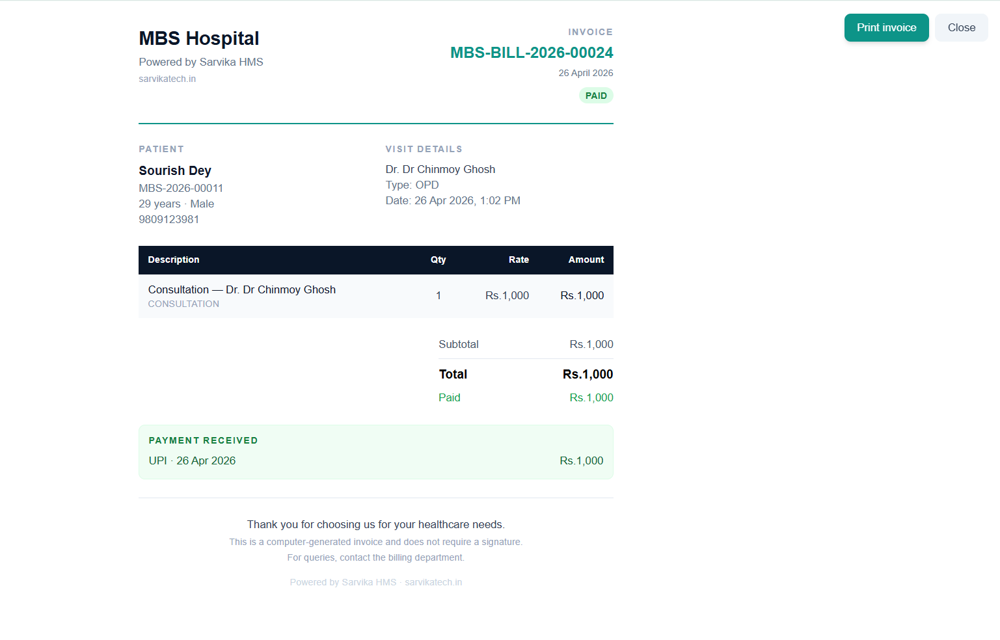 MBS Hospital
Powered by Sarvika HMS
sarvikatech.in
INVOICE
MBS-BILL-2026-00024
26 April 2026
PAID
Print invoice
Close
PATIENT
Sourish Dey
MBS-2026-00011
29 years · Male
9809123981
VISIT DETAILS
Dr. Dr Chinmoy Ghosh
Type: OPD
Date: 26 Apr 2026, 1:02 PM
Description Qty Rate Amount
Consultation — Dr. Dr Chinmoy Ghosh 1 Rs.1,000 Rs.1,000
CONSULTATION
Subtotal Rs.1,000
Total Rs.1,000
Paid Rs.1,000
PAYMENT RECEIVED
UPI · 26 Apr 2026 Rs.1,000
Thank you for choosing us for your healthcare needs.
This is a computer-generated invoice and does not require a signature.
For queries, contact the billing department.
Powered by Sarvika HMS · sarvikatech.in